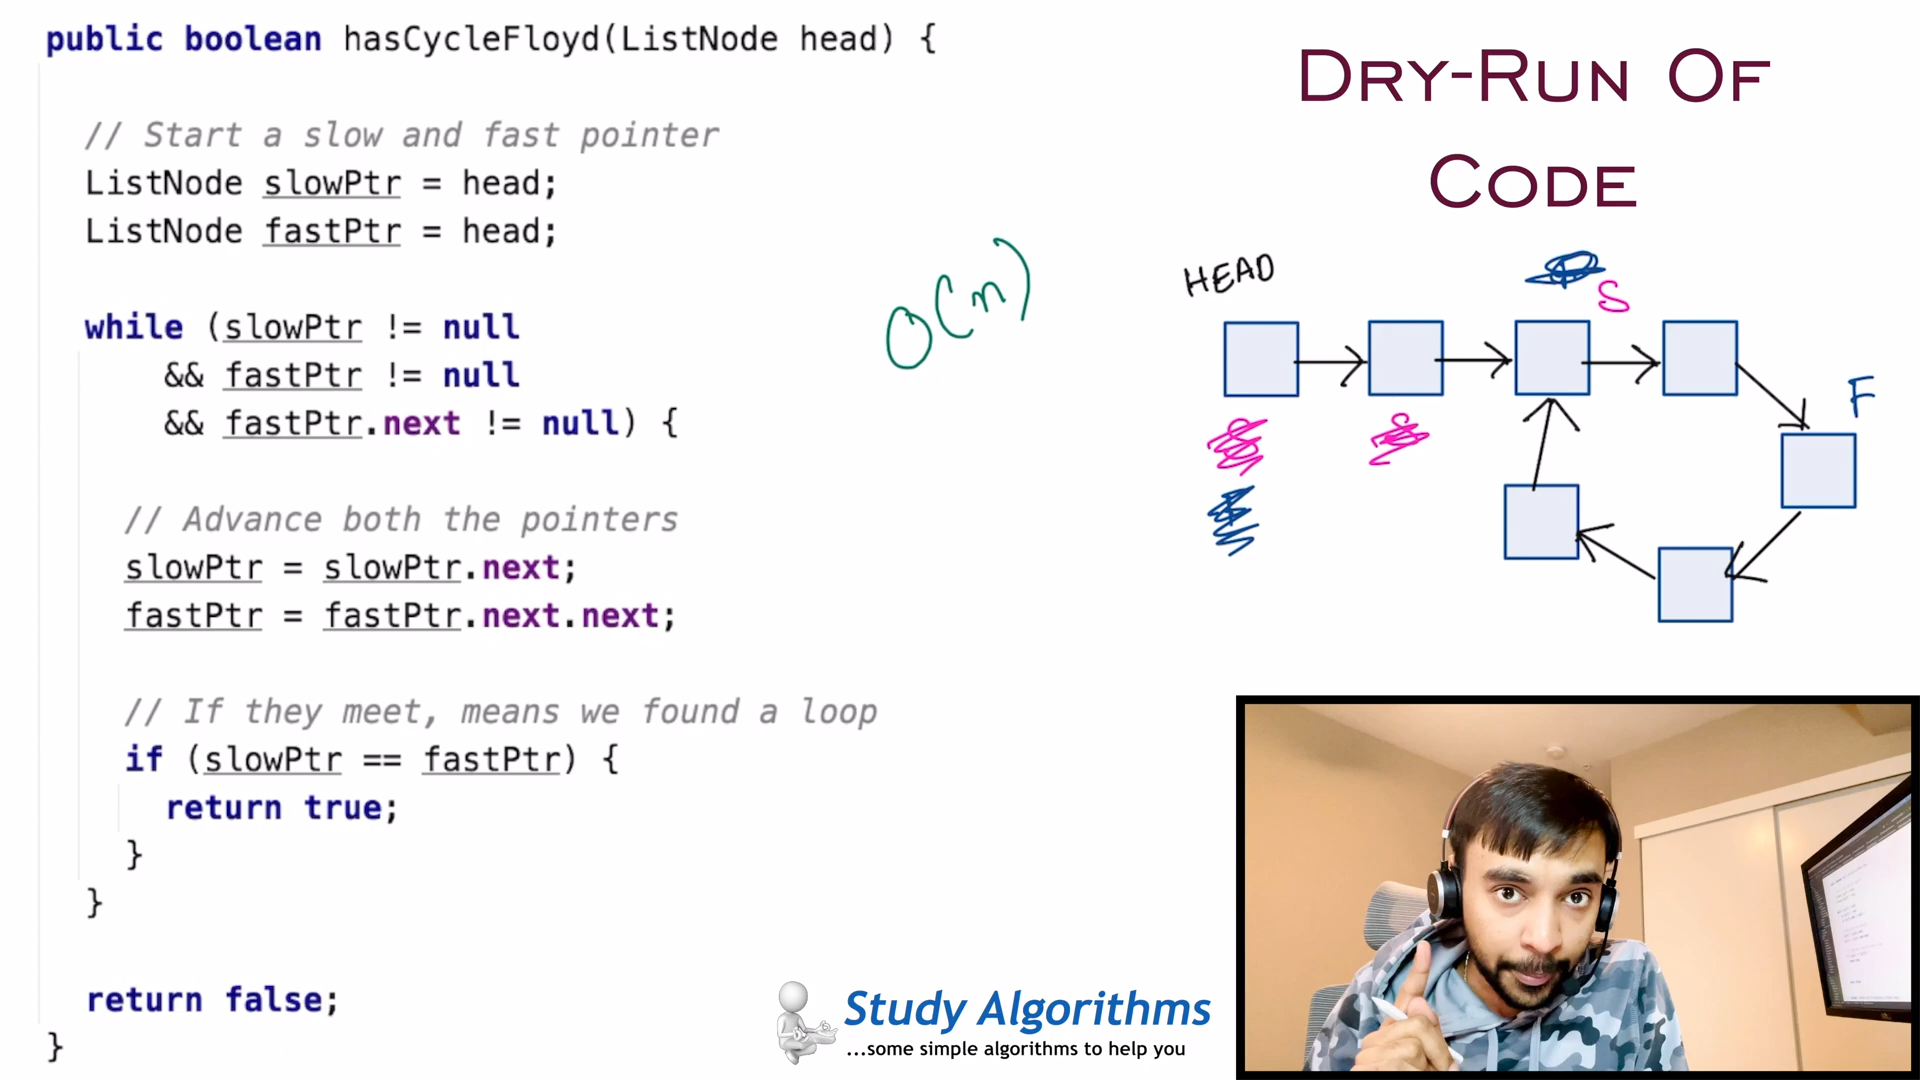 public boolean hasCycleFloyd(ListNode head) {
// Start a slow and fast pointer
ListNode slowPtr = head;
ListNode fastPtr = head;
while (slowPtr != null
&& fastPtr != null
&& fastPtr.next != null) {
// Advance both the pointers
slowPtr = slowPtr.next;
fastPtr = fastPtr.next.next;
// If they meet, means we found a loop
if (slowPtr == fastPtr) {
return true;
}
}
return false;
}
O(n)
DRY-RUN OF
CODE
HEAD
S
F
Study Algorithms
...some simple algorithms to help you